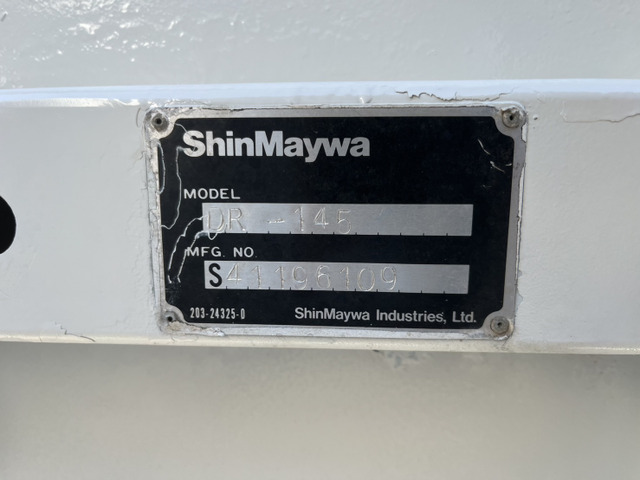 ShinMaywa
MODEL
DR-145
MFG. NO.
S41196109
203-24325-0
ShinMaywa Industries, Ltd.